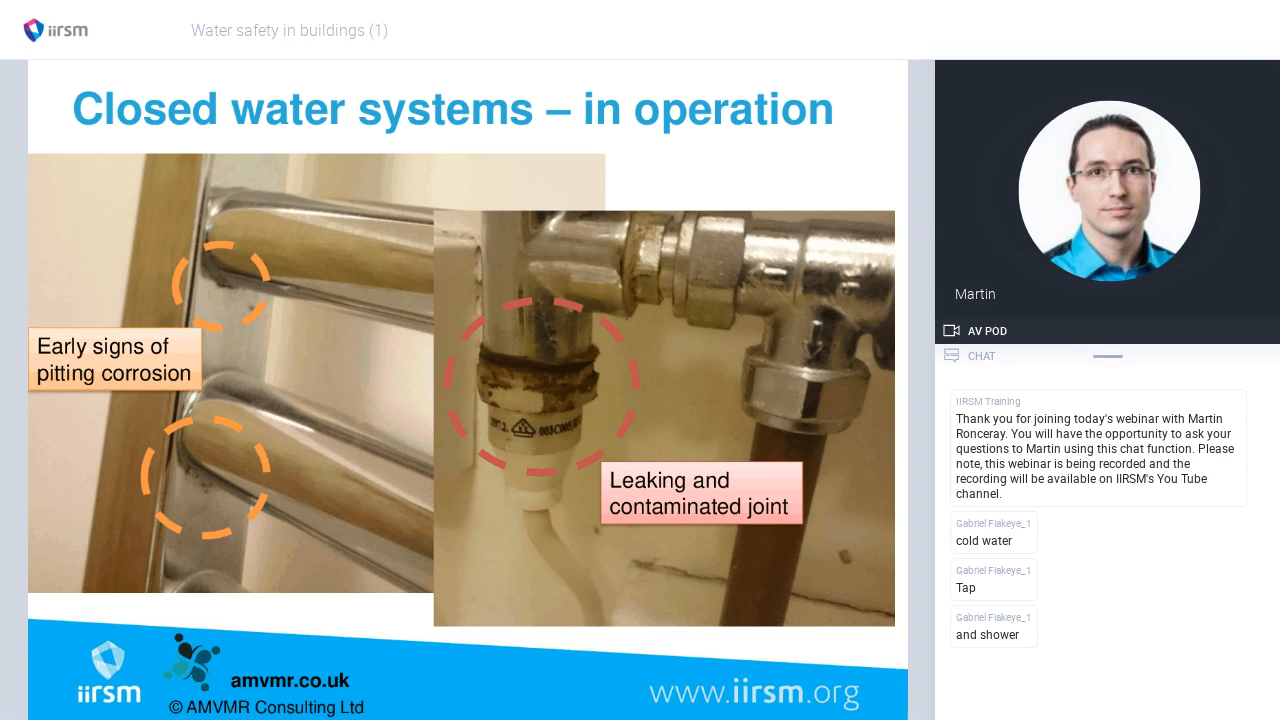 iirsm
Water safety in buildings (1)
Closed water systems – in operation
Early signs of
pitting corrosion
003C005/
Leaking and
contaminated joint
iirsm
amvmr.co.uk
© AMVMR Consulting Ltd
www.iirsm.org
Martin
AV POD
CHAT
IIRSM Training
Thank you for joining today's webinar with Martin
Ronceray. You will have the opportunity to ask your
questions to Martin using this chat function. Please
note, this webinar is being recorded and the
recording will be available on IIRSM's You Tube
channel.
Gabriel Fiakeye_1
cold water
Gabriel Fiakeye_1
Tap
Gabriel Fiakeye_1
and shower